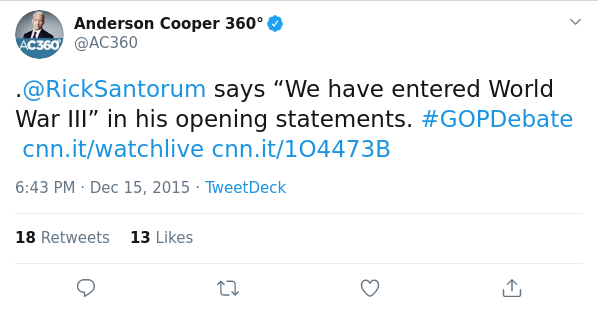 Anderson Cooper 360°
@AC360
AC360°
.@RickSantorum says “We have entered World
War III” in his opening statements. #GOPDebate
cnn.it/watchlive cnn.it/1O4473B
6:43 PM · Dec 15, 2015 · TweetDeck
18 Retweets 13 Likes